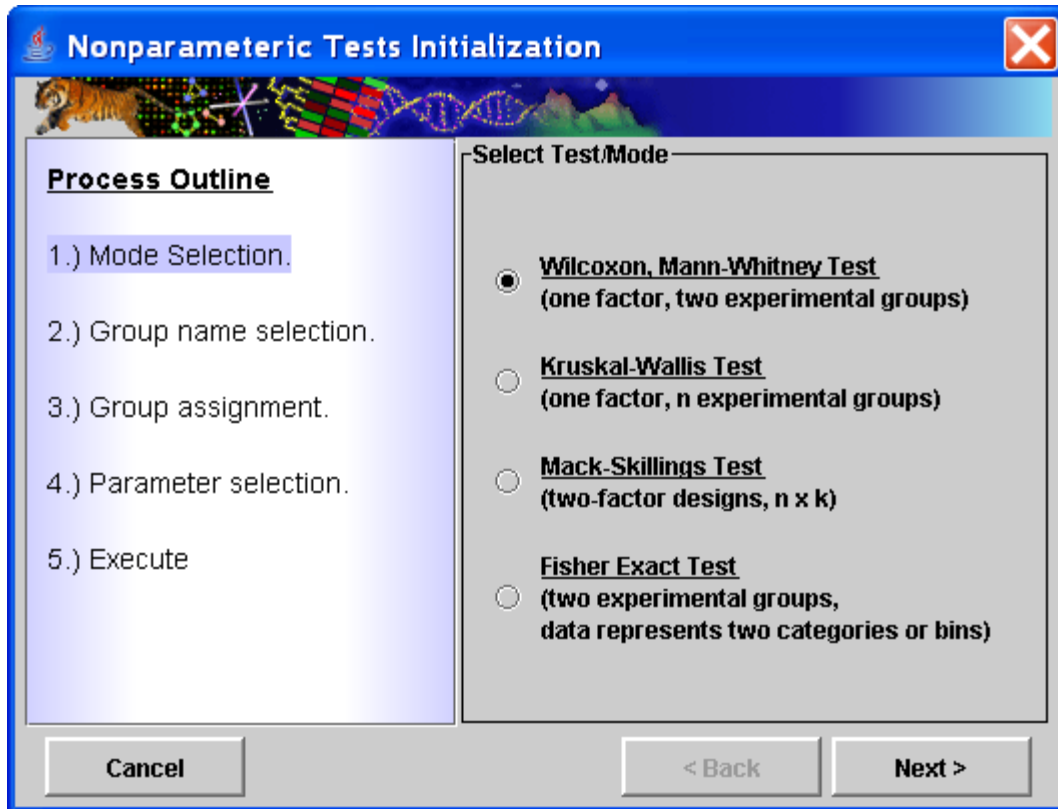 Nonparameteric Tests Initialization
Process Outline
1.) Mode Selection.
2.) Group name selection.
3.) Group assignment.
4.) Parameter selection.
5.) Execute
Select Test/Mode
Wilcoxon, Mann-Whitney Test
(one factor, two experimental groups)
Kruskal-Wallis Test
(one factor, n experimental groups)
Mack-Skillings Test
(two-factor designs, n x k)
Fisher Exact Test
(two experimental groups,
data represents two categories or bins)
Cancel
< Back
Next >